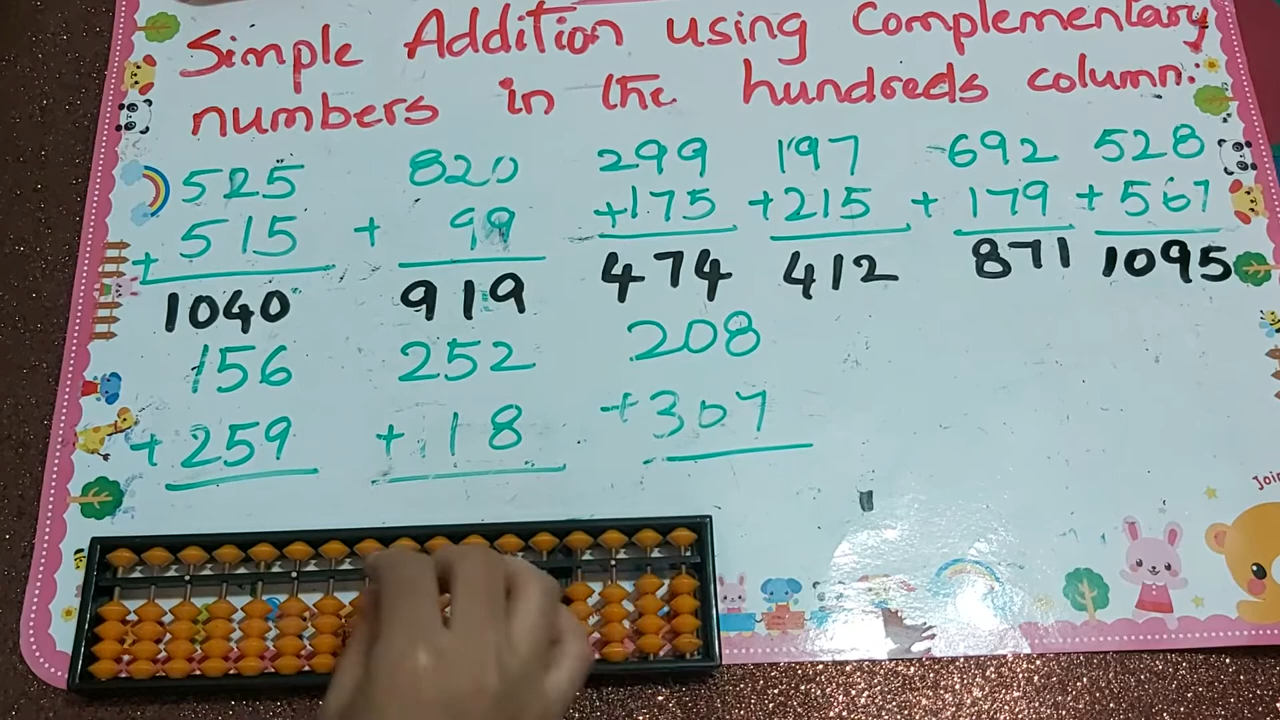 Simple Addition using Complementary
numbers in the hundreds column:
525 820 299 197 692 528
+ 515 + 99 +175 +215 + 179 + 567
1040 919 474 412 871 1095
156 252 208
+ 259 + 18 +307
Join